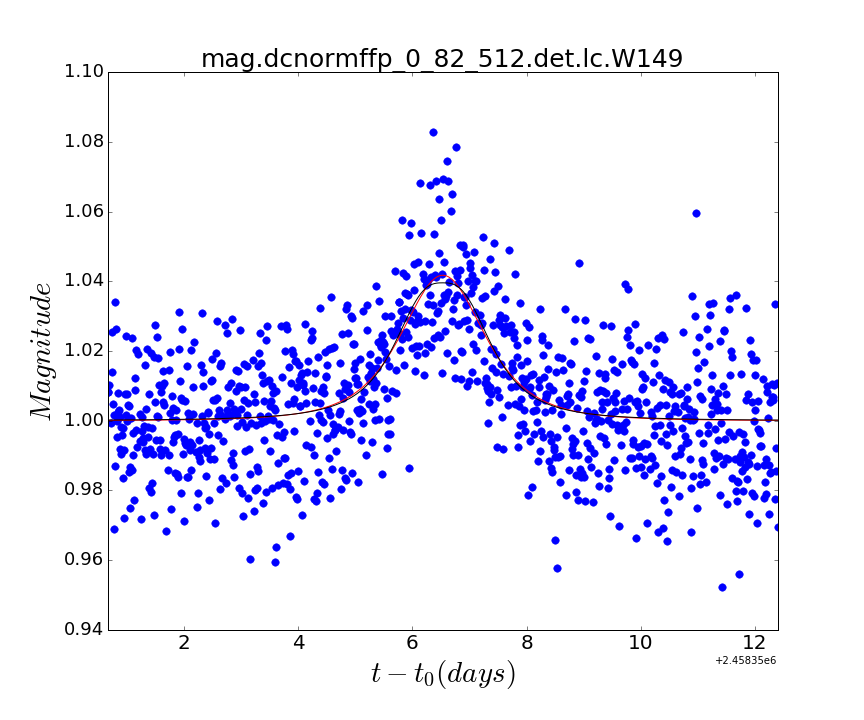 mag.dcnormffp_0_82_512.det.lc.W149
1.10
1.08
1.06
1.04
1.02
1.00
0.98
0.96
0.94
Magnitude
2 4 6 8 10 12
+2.45835e6
t − t₀(days)